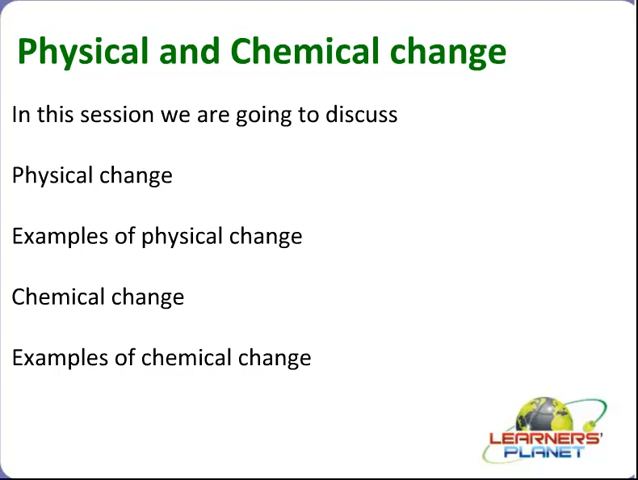 Physical and Chemical change
In this session we are going to discuss
Physical change
Examples of physical change
Chemical change
Examples of chemical change
LEARNERS'
PLANET